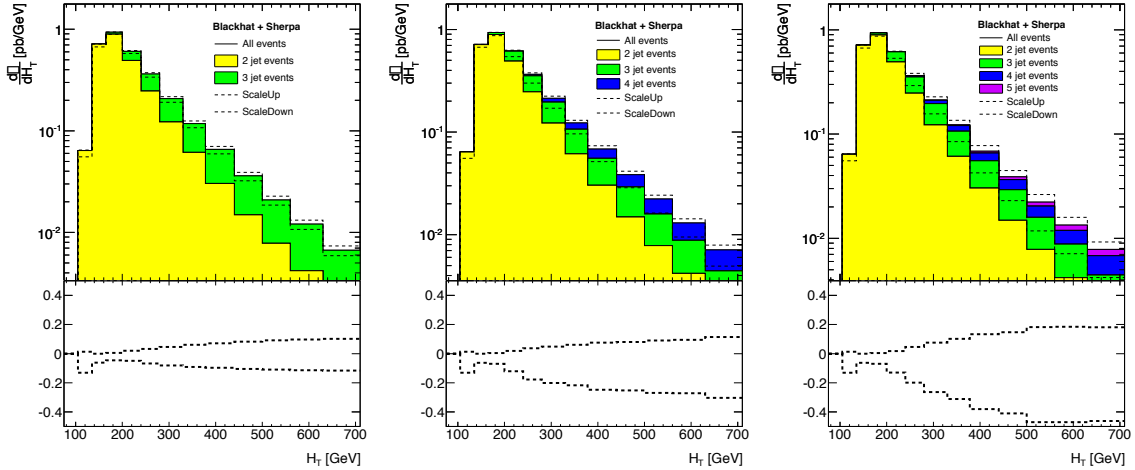 Blackhat + Sherpa
All events
2 jet events
3 jet events
ScaleUp
ScaleDown
d□
dH_T
[pb/GeV]
1
10^-1
10^-2
0.4
0.2
0
-0.2
-0.4
100 200 300 400 500 600 700
H_T [GeV]
Blackhat + Sherpa
All events
2 jet events
3 jet events
4 jet events
ScaleUp
ScaleDown
d□
dH_T
[pb/GeV]
1
10^-1
10^-2
0.4
0.2
0
-0.2
-0.4
100 200 300 400 500 600 700
H_T [GeV]
Blackhat + Sherpa
All events
2 jet events
3 jet events
4 jet events
5 jet events
ScaleUp
ScaleDown
d□
dH_T
[pb/GeV]
1
10^-1
10^-2
0.4
0.2
0
-0.2
-0.4
100 200 300 400 500 600 700
H_T [GeV]